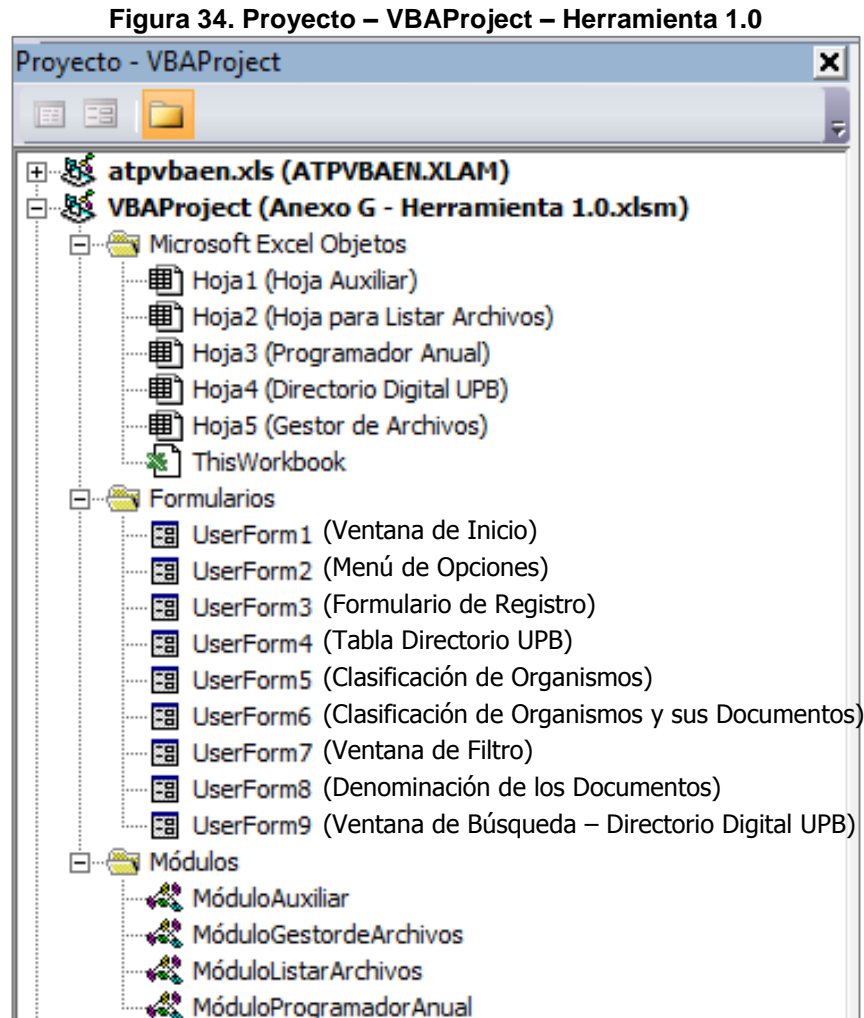 Figura 34. Proyecto – VBAProject – Herramienta 1.0
Proyecto - VBAProject
atpvbaen.xls (ATPVBAEN.XLAM)
VBAProject (Anexo G - Herramienta 1.0.xlsm)
Microsoft Excel Objetos
Hoja1 (Hoja Auxiliar)
Hoja2 (Hoja para Listar Archivos)
Hoja3 (Programador Anual)
Hoja4 (Directorio Digital UPB)
Hoja5 (Gestor de Archivos)
ThisWorkbook
Formularios
UserForm1 (Ventana de Inicio)
UserForm2 (Menú de Opciones)
UserForm3 (Formulario de Registro)
UserForm4 (Tabla Directorio UPB)
UserForm5 (Clasificación de Organismos)
UserForm6 (Clasificación de Organismos y sus Documentos)
UserForm7 (Ventana de Filtro)
UserForm8 (Denominación de los Documentos)
UserForm9 (Ventana de Búsqueda – Directorio Digital UPB)
Módulos
MóduloAuxiliar
MóduloGestordeArchivos
MóduloListarArchivos
MóduloProgramadorAnual